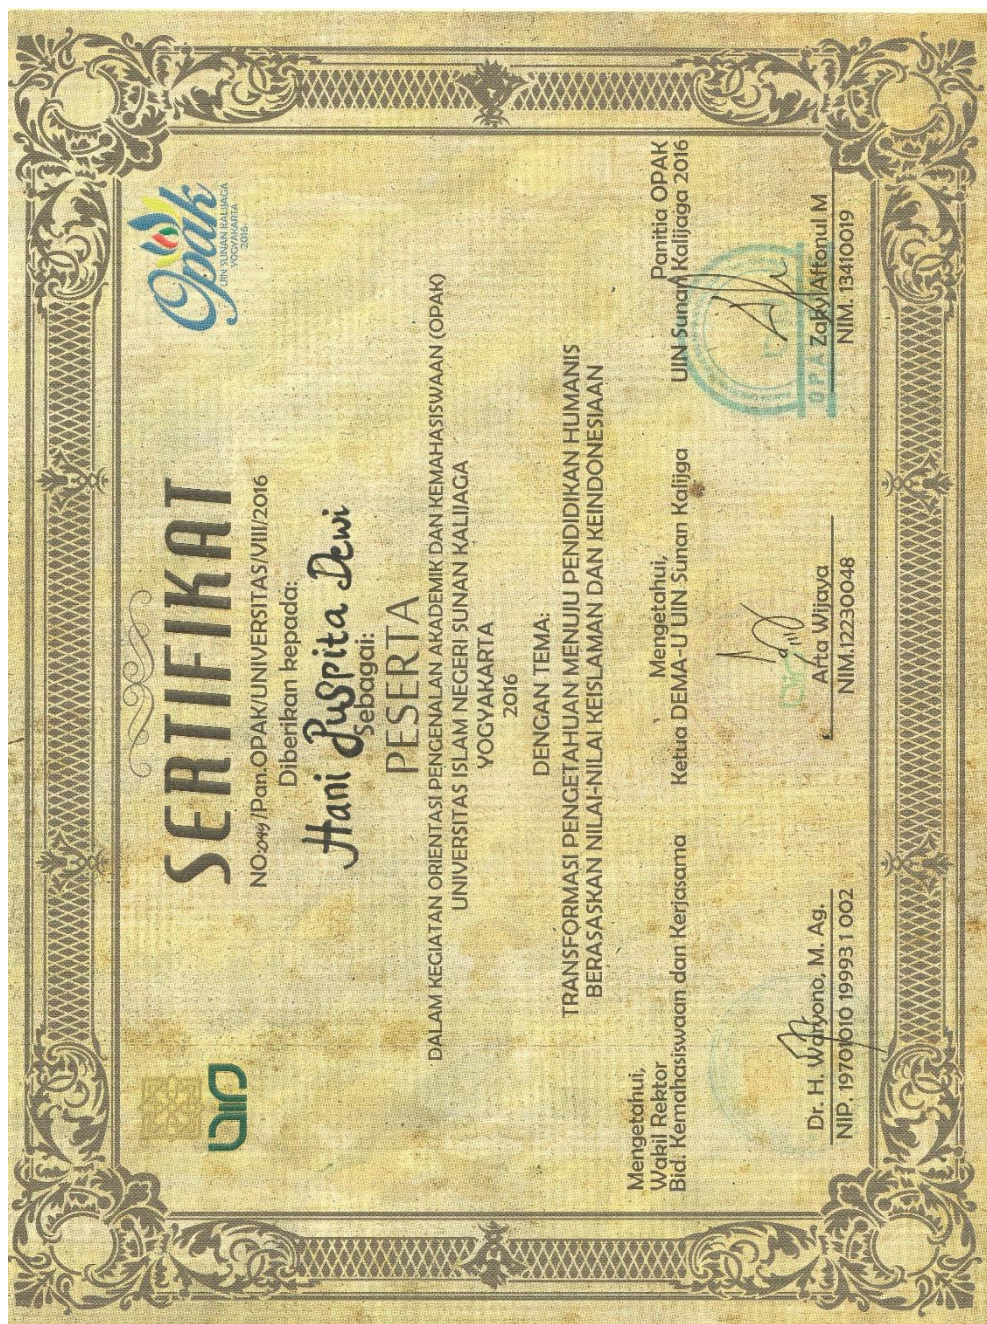 UIN
Opak
UIN SUNAN KALIJAGA
YOGYAKARTA
2016
SERTIFIKAT
NO: /Pan.OPAK/UNIVERSITAS/VIII/2016
Diberikan kepada:
Hani Puspita Dewi
Sebagai:
PESERTA
DALAM KEGIATAN ORIENTASI PENGENALAN AKADEMIK DAN KEMAHASISWAAN (OPAK)
UNIVERSITAS ISLAM NEGERI SUNAN KALIJAGA
YOGYAKARTA
2016
DENGAN TEMA:
TRANSFORMASI PENGETAHUAN MENUJU PENDIDIKAN HUMANIS
BERASASKAN NILAI-NILAI KEISLAMAN DAN KEINDONESIAAN
Mengetahui,
Wakil Rektor
Bid. Kemahasiswaan dan Kerjasama
Dr. H. Waryono, M. Ag.
NIP. 19701010 19993 1 002
Mengetahui,
Ketua DEMA-U UIN Sunan Kalijga
Arta Wijaya
NIM.12230048
Panitia OPAK
UIN Sunan Kalijaga 2016
OPAK
Zaky Aftonul M
NIM. 13410019